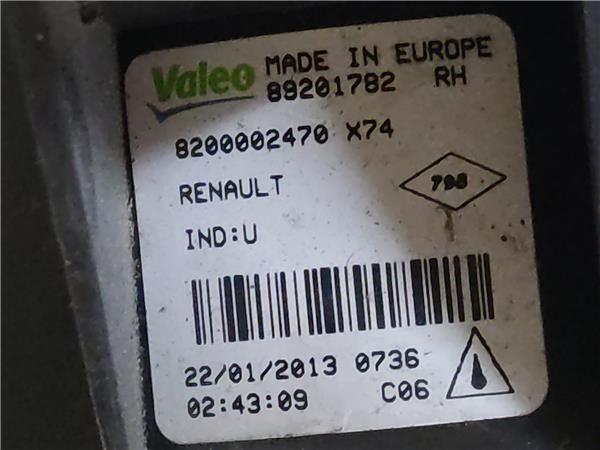 Valeo MADE IN EUROPE
89201782 RH
8200002470 X74
RENAULT
798
IND:U
22/01/2013 0736
02:43:09 C06